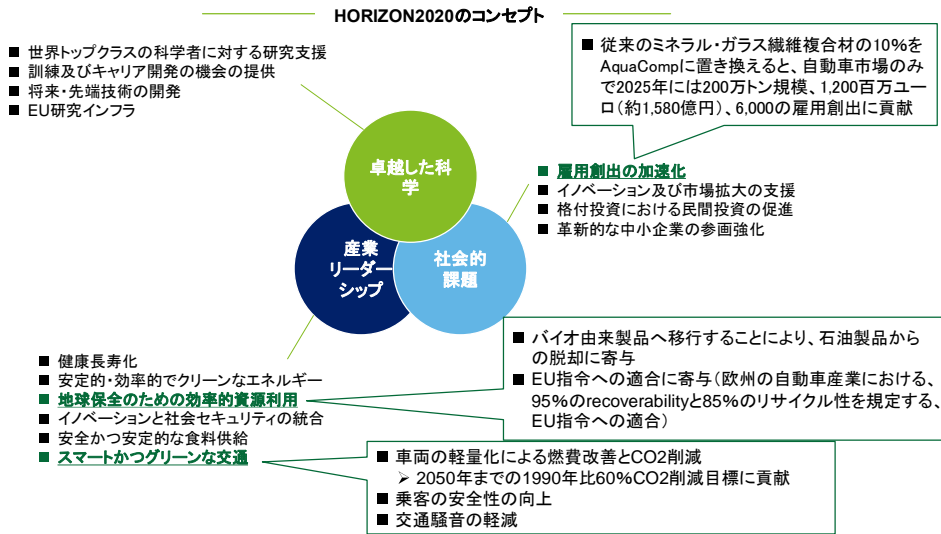 HORIZON2020のコンセプト
■ 世界トップクラスの科学者に対する研究支援
■ 訓練及びキャリア開発の機会の提供
■ 将来・先端技術の開発
■ EU研究インフラ
■ 従来のミネラル・ガラス繊維複合材の10%を
AquaCompに置き換えると、自動車市場のみ
で2025年には200万トン規模、1,200百万ユー
ロ(約1,580億円)、6,000の雇用創出に貢献
卓越した科
学
■ 雇用創出の加速化
■ イノベーション及び市場拡大の支援
■ 格付投資における民間投資の促進
■ 革新的な中小企業の参画強化
産業
リーダー
シップ
社会的
課題
■ バイオ由来製品へ移行することにより、石油製品から
の脱却に寄与
■ EU指令への適合に寄与(欧州の自動車産業における、
95%のrecoverabilityと85%のリサイクル性を規定する、
EU指令への適合)
■ 健康長寿化
■ 安定的・効率的でクリーンなエネルギー
■ 地球保全のための効率的資源利用
■ イノベーションと社会セキュリティの統合
■ 安全かつ安定的な食料供給
■ スマートかつグリーンな交通
■ 車両の軽量化による燃費改善とCO2削減
➢ 2050年までの1990年比60%CO2削減目標に貢献
■ 乗客の安全性の向上
■ 交通騒音の軽減